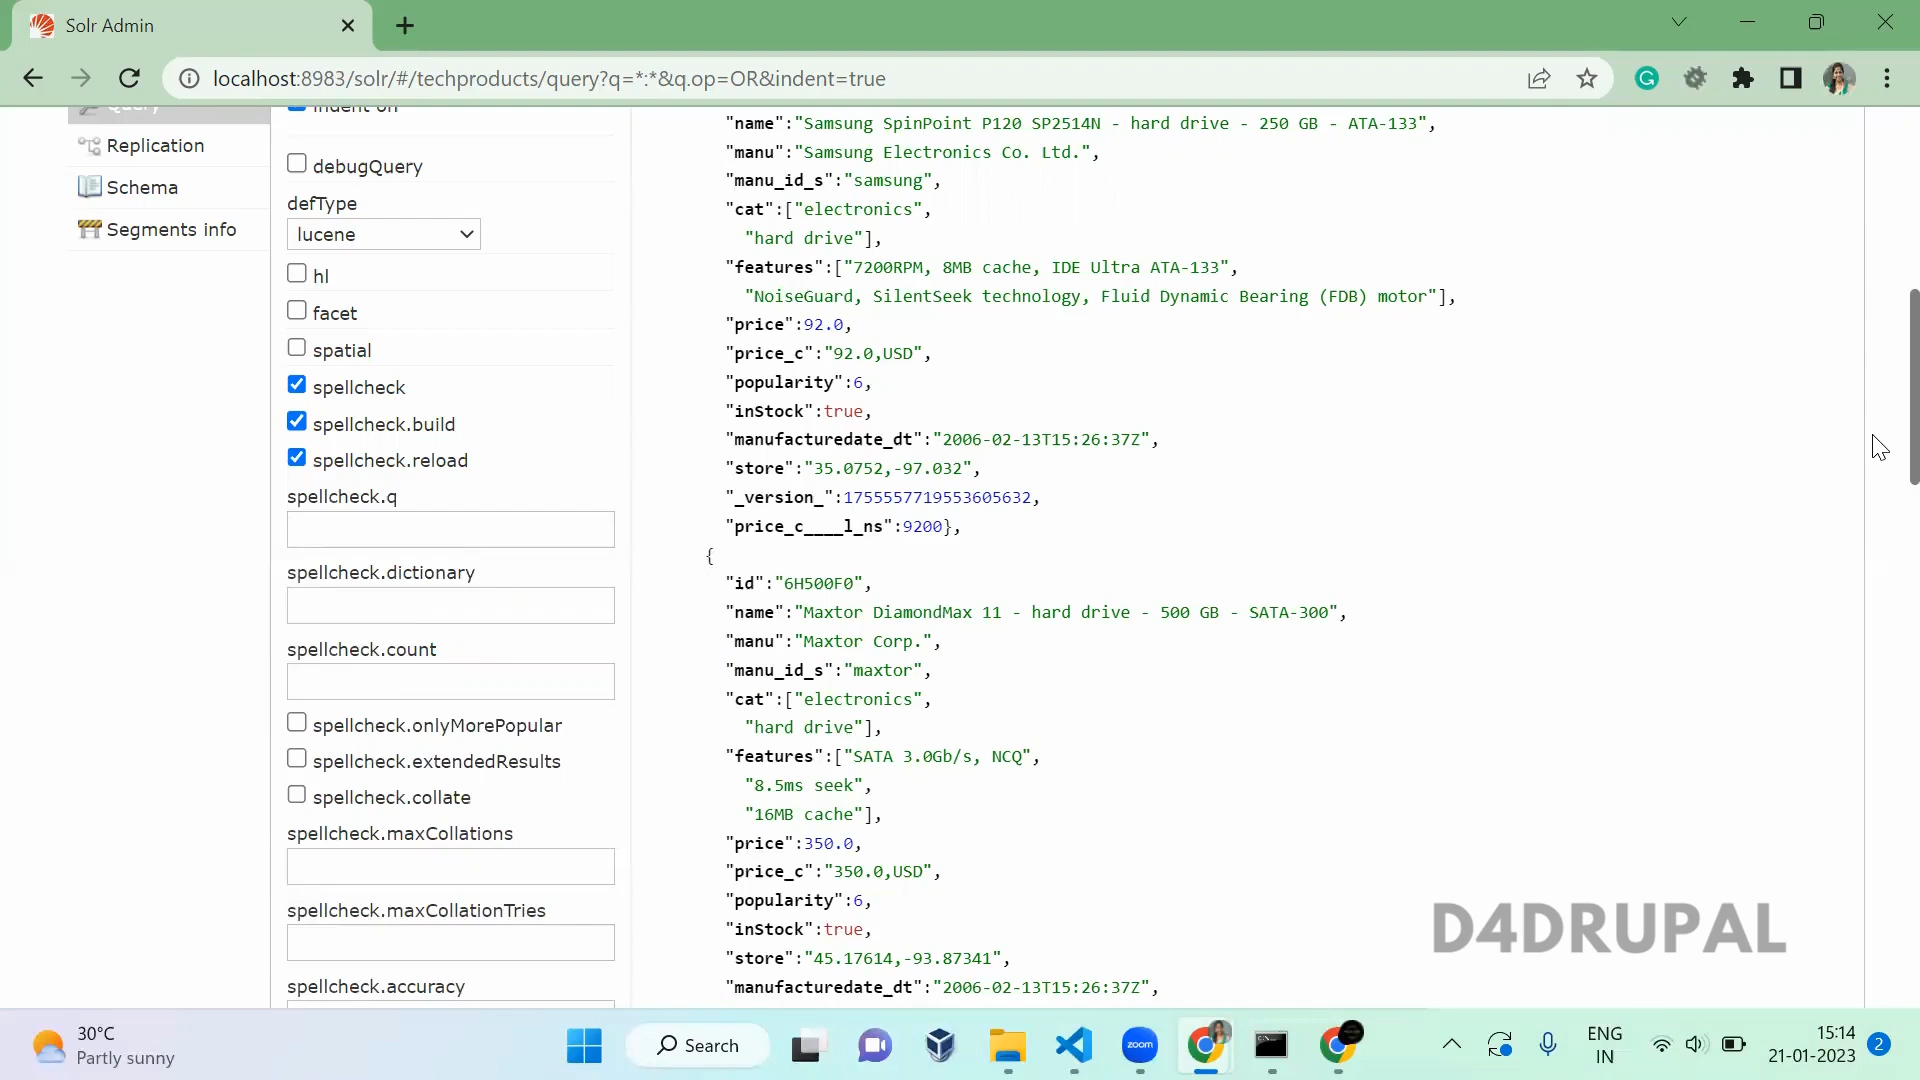 Solr Admin
localhost:8983/solr/#/techproducts/query?q=*:*&q.op=OR&indent=true
Query
Replication
Schema
Segments info
indent on
debugQuery
defType
lucene
hl
facet
spatial
spellcheck
spellcheck.build
spellcheck.reload
spellcheck.q
spellcheck.dictionary
spellcheck.count
spellcheck.onlyMorePopular
spellcheck.extendedResults
spellcheck.collate
spellcheck.maxCollations
spellcheck.maxCollationTries
spellcheck.accuracy
"name":"Samsung SpinPoint P120 SP2514N - hard drive - 250 GB - ATA-133",
"manu":"Samsung Electronics Co. Ltd.",
"manu_id_s":"samsung",
"cat":["electronics",
"hard drive"],
"features":["7200RPM, 8MB cache, IDE Ultra ATA-133",
"NoiseGuard, SilentSeek technology, Fluid Dynamic Bearing (FDB) motor"],
"price":92.0,
"price_c":"92.0,USD",
"popularity":6,
"inStock":true,
"manufacturedate_dt":"2006-02-13T15:26:37Z",
"store":"35.0752,-97.032",
"_version_":1755557719553605632,
"price_c____l_ns":9200},
{
"id":"6H500F0",
"name":"Maxtor DiamondMax 11 - hard drive - 500 GB - SATA-300",
"manu":"Maxtor Corp.",
"manu_id_s":"maxtor",
"cat":["electronics",
"hard drive"],
"features":["SATA 3.0Gb/s, NCQ",
"8.5ms seek",
"16MB cache"],
"price":350.0,
"price_c":"350.0,USD",
"popularity":6,
"inStock":true,
"store":"45.17614,-93.87341",
"manufacturedate_dt":"2006-02-13T15:26:37Z",
D4DRUPAL
30°C
Partly sunny
Search
zoom
ENG
IN
15:14
21-01-2023
2